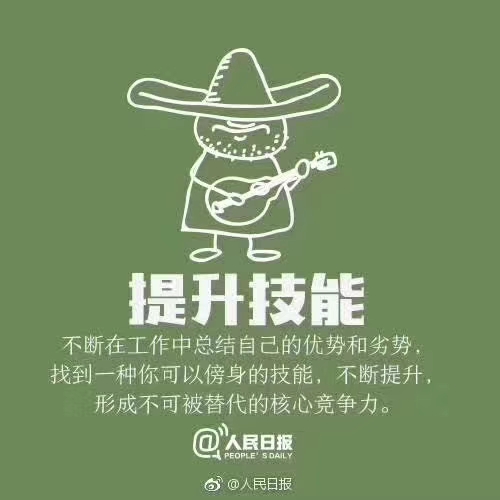 提升技能
不断在工作中总结自己的优势和劣势，
找到一种你可以傍身的技能，不断提升，
形成不可被替代的核心竞争力。
@人民日报
PEOPLE'S DAILY
@人民日报